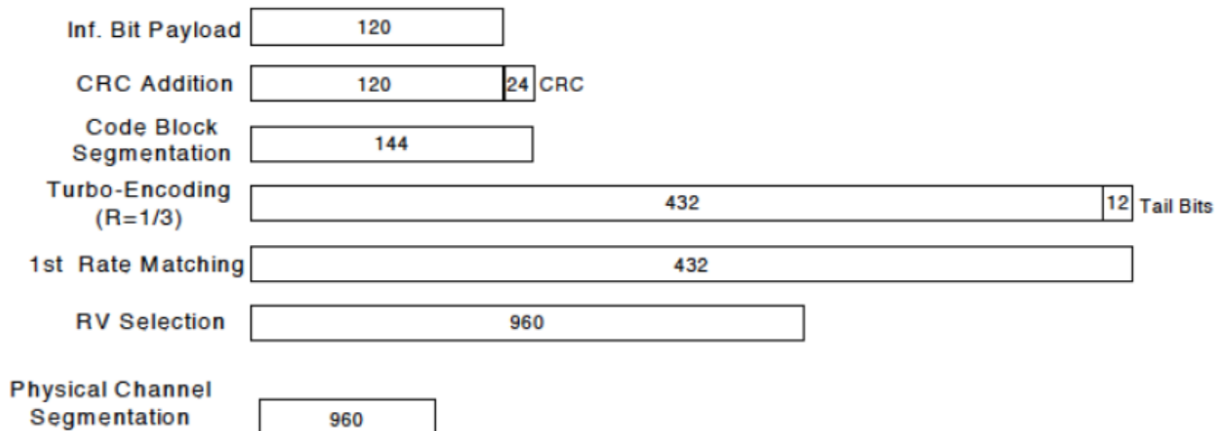 Inf. Bit Payload 120
CRC Addition 120 24 CRC
Code Block
Segmentation 144
Turbo-Encoding
(R=1/3) 432 12 Tail Bits
1st Rate Matching 432
RV Selection 960
Physical Channel
Segmentation 960